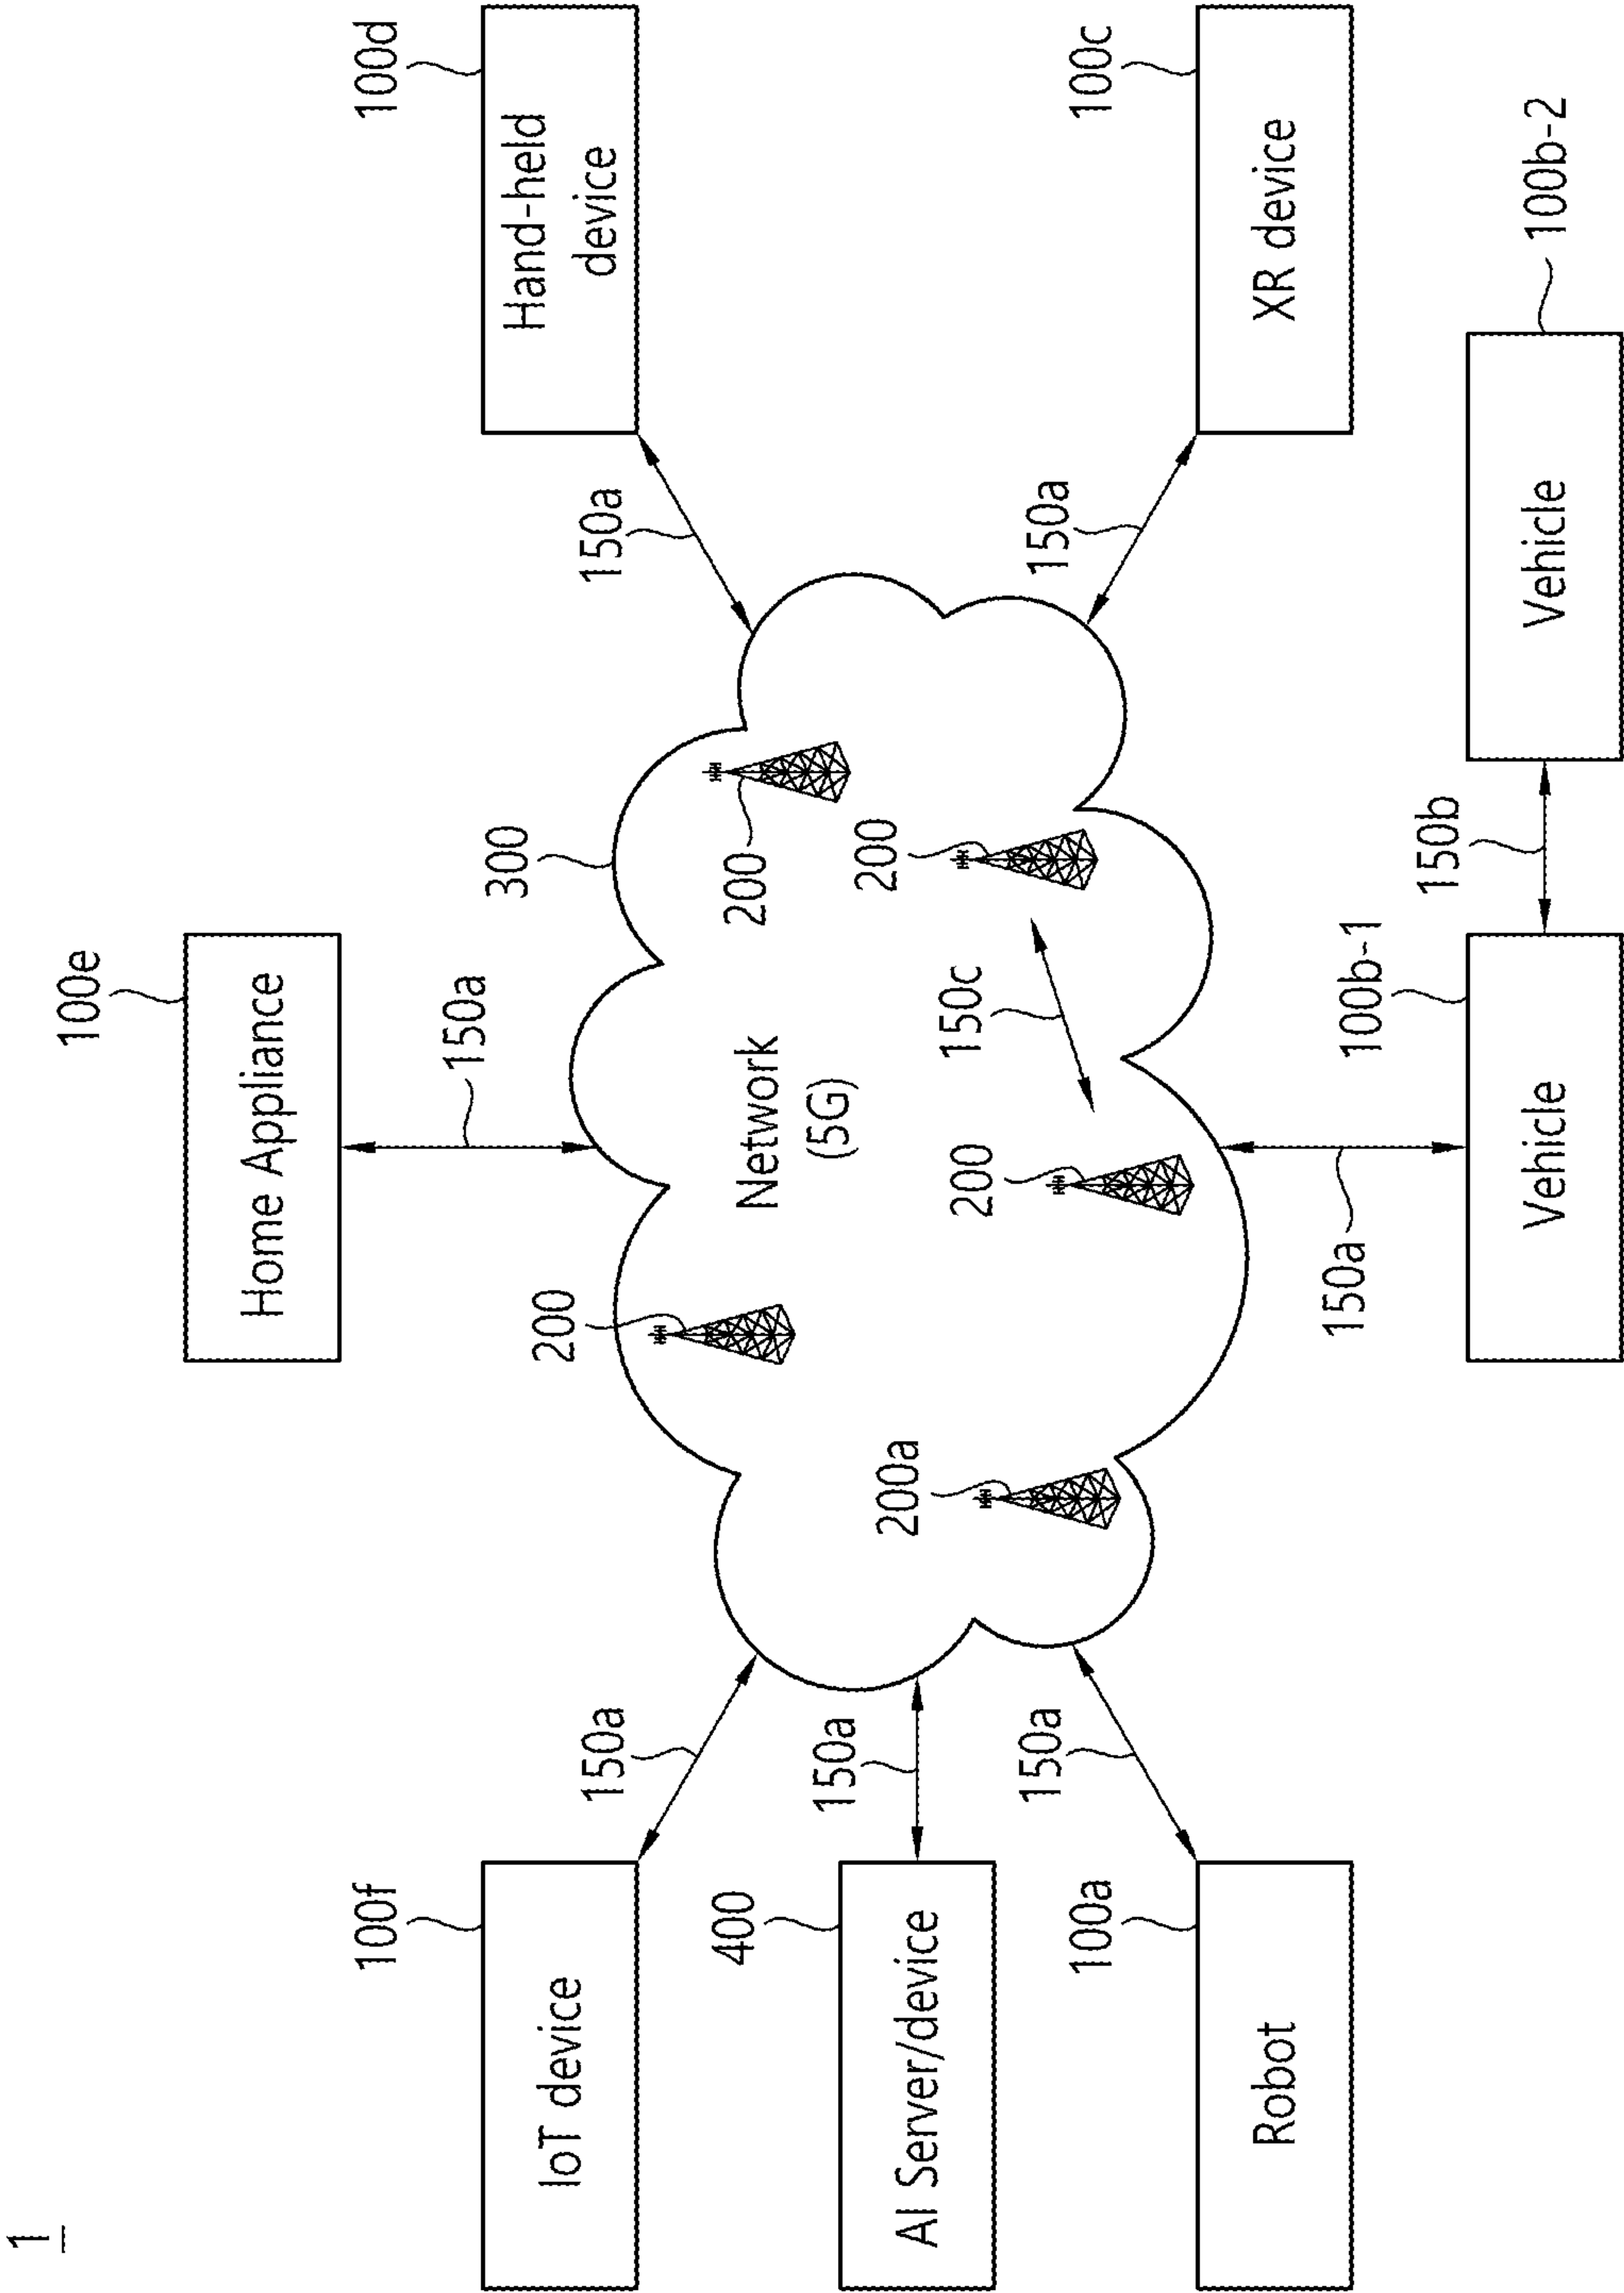 1
100e
Home Appliance
150a
100f
IoT device
150a
300
100d
Hand-held
device
150a
200
200
Network
(5G)
400
AI Server/device
150a
200a
200
150c
200
100a
Robot
150a
150a
100c
XR device
150a
100b-1
Vehicle
150b
100b-2
Vehicle